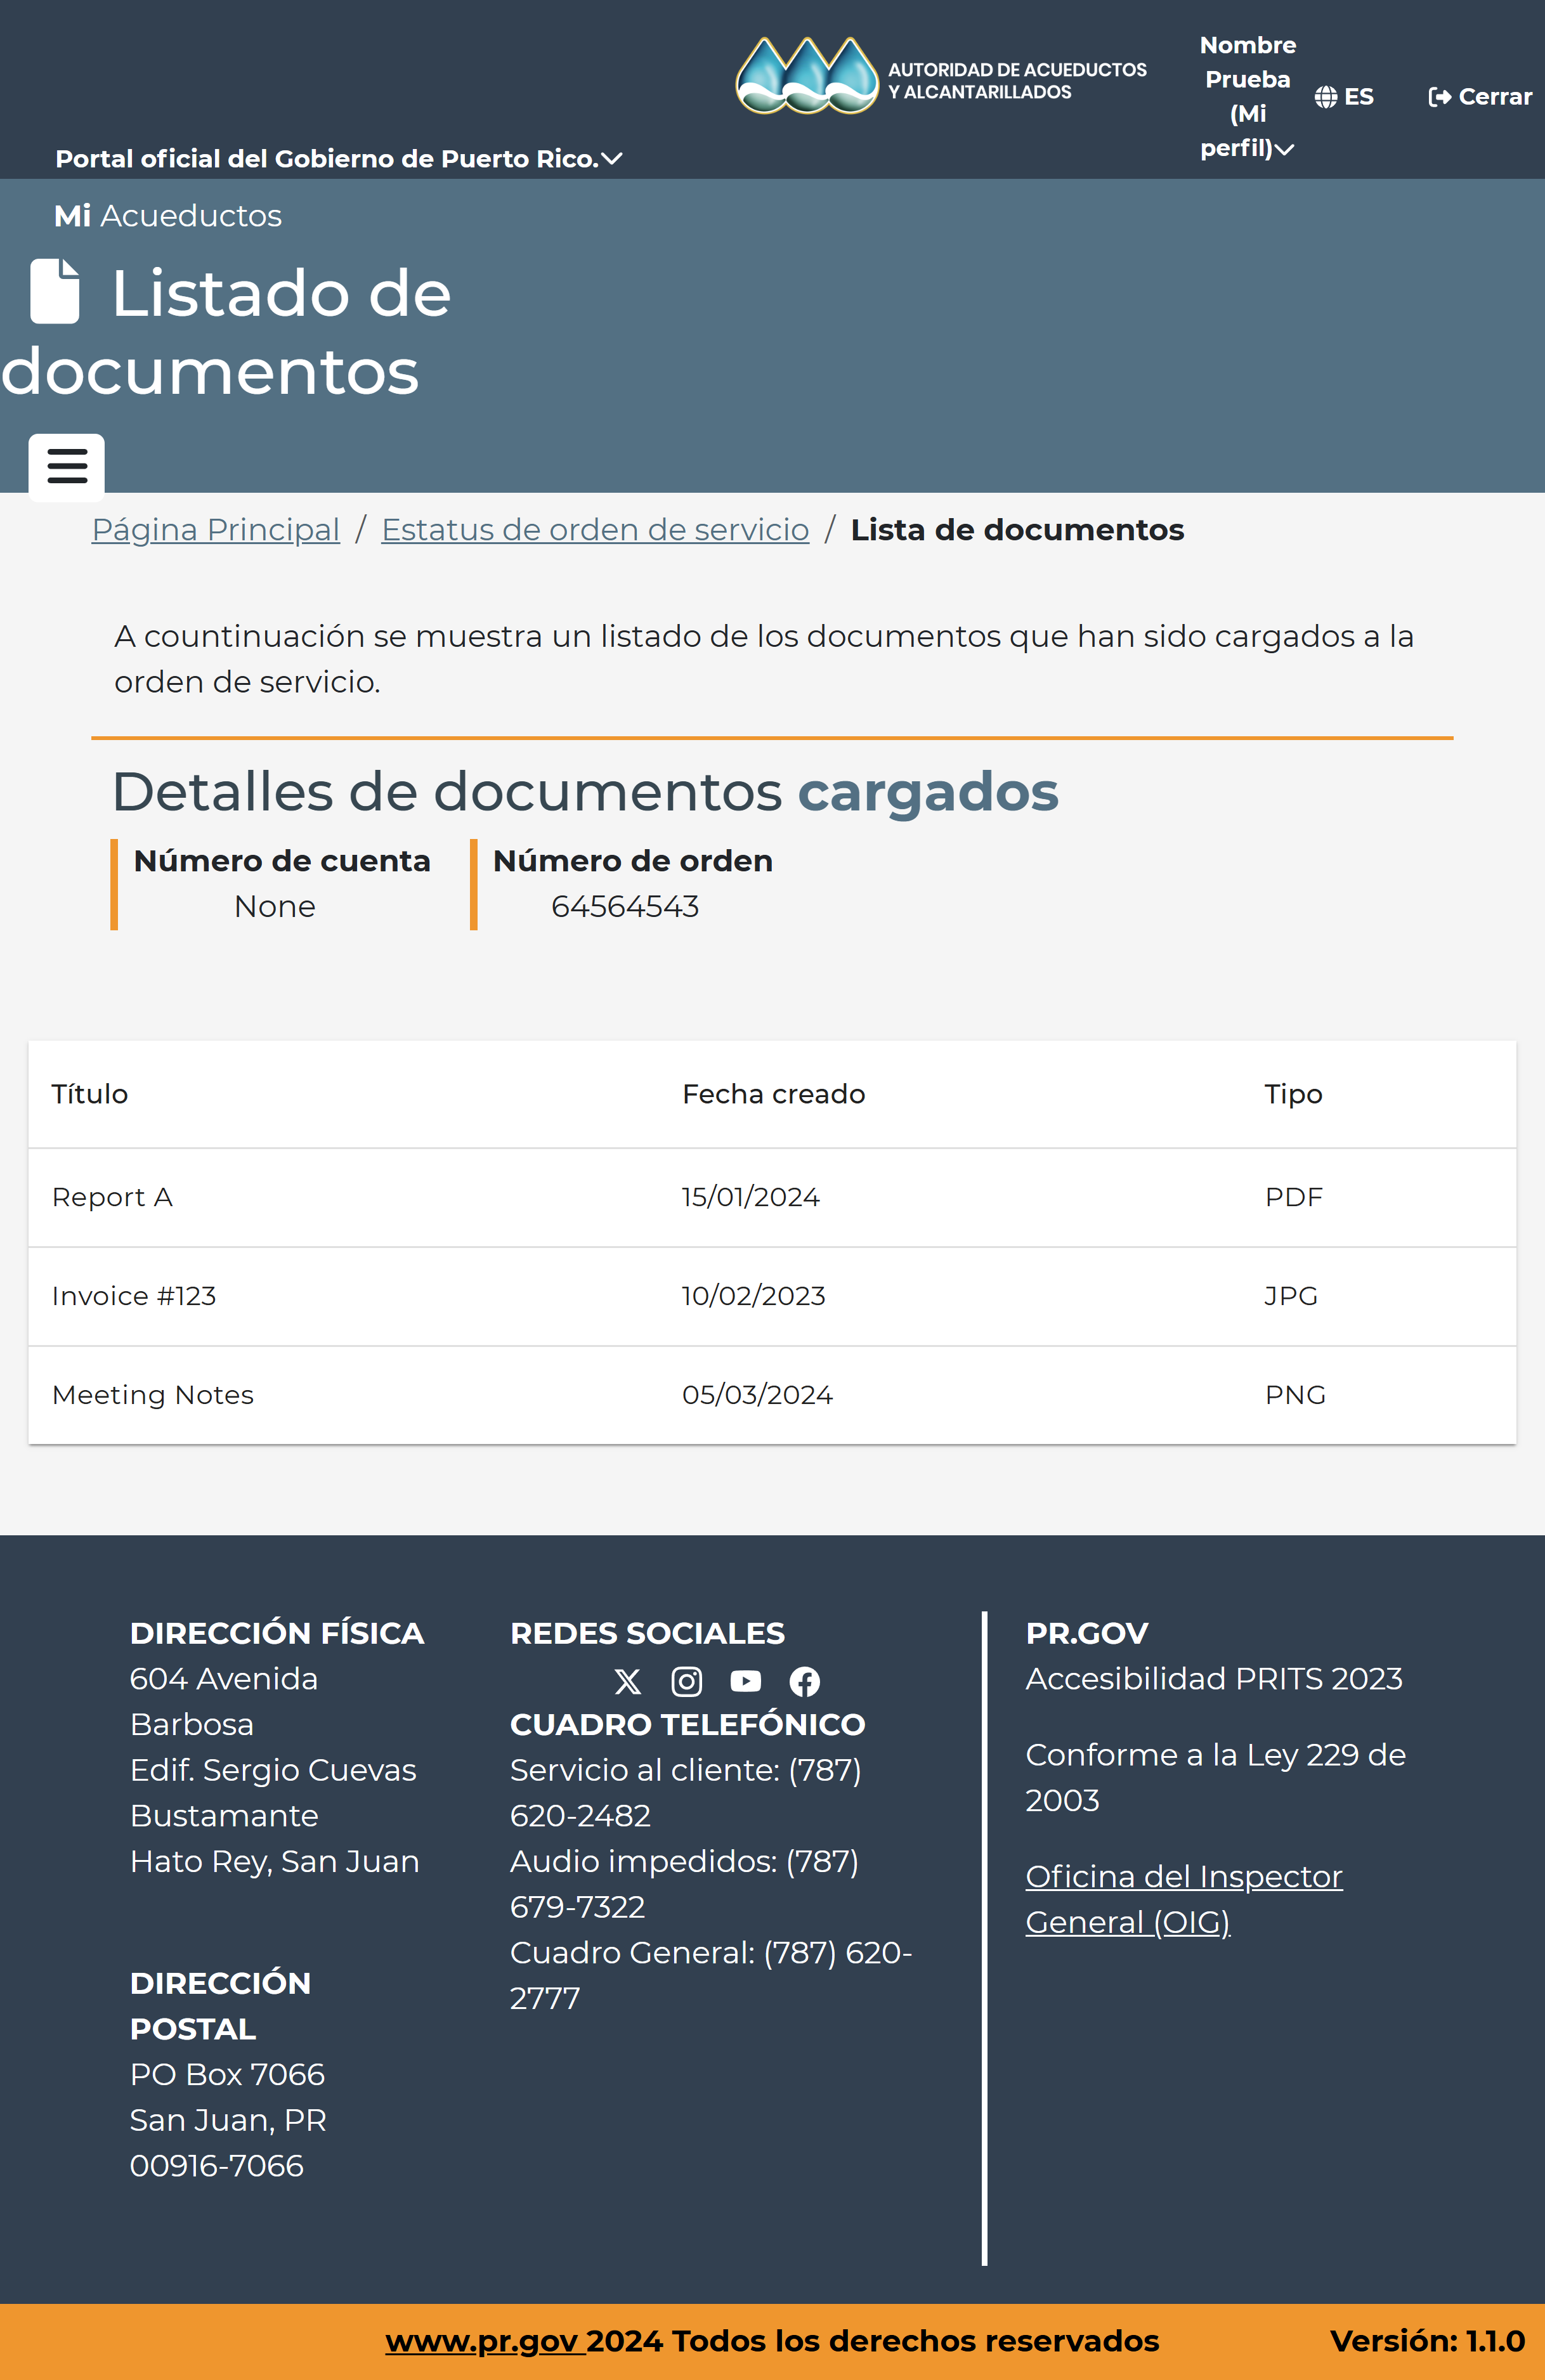 AUTORIDAD DE ACUEDUCTOS
Y ALCANTARILLADOS
Nombre
Prueba
(Mi
perfil)
ES
Cerrar
Portal oficial del Gobierno de Puerto Rico.
Mi Acueductos
Listado de
documentos
Página Principal / Estatus de orden de servicio / Lista de documentos
A countinuación se muestra un listado de los documentos que han sido cargados a la
orden de servicio.
Detalles de documentos cargados
Número de cuenta
None
Número de orden
64564543
Título Fecha creado Tipo
Report A 15/01/2024 PDF
Invoice #123 10/02/2023 JPG
Meeting Notes 05/03/2024 PNG
DIRECCIÓN FÍSICA
604 Avenida
Barbosa
Edif. Sergio Cuevas
Bustamante
Hato Rey, San Juan
DIRECCIÓN
POSTAL
PO Box 7066
San Juan, PR
00916-7066
REDES SOCIALES
CUADRO TELEFÓNICO
Servicio al cliente: (787)
620-2482
Audio impedidos: (787)
679-7322
Cuadro General: (787) 620-
2777
PR.GOV
Accesibilidad PRITS 2023
Conforme a la Ley 229 de
2003
Oficina del Inspector
General (OIG)
www.pr.gov 2024 Todos los derechos reservados
Versión: 1.1.0